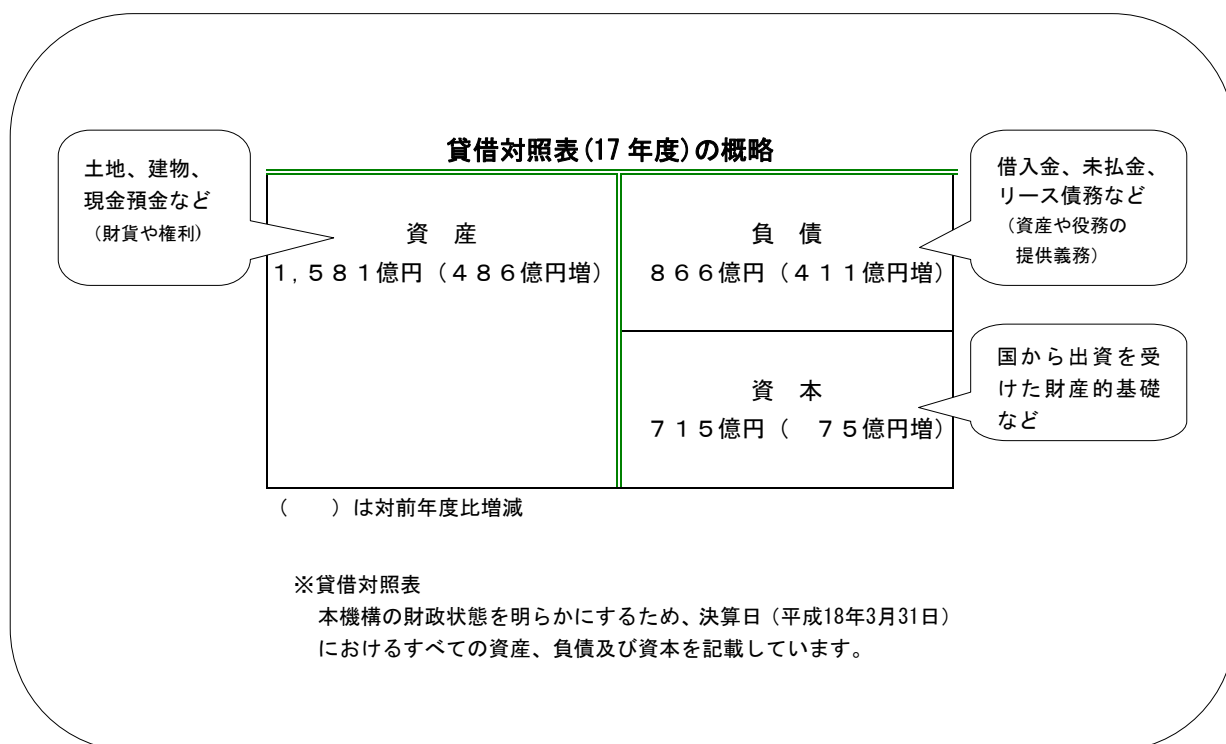 貸借対照表(17年度)の概略
土地、建物、
現金預金など
(財貨や権利)
資　産
1,581億円(486億円増)
負　債
866億円(411億円増)
借入金、未払金、
リース債務など
(資産や役務の
提供義務)
資　本
715億円(　75億円増)
国から出資を受
けた財産的基礎
など
(　　)は対前年度比増減
※貸借対照表
本機構の財政状態を明らかにするため、決算日(平成18年3月31日)
におけるすべての資産、負債及び資本を記載しています。